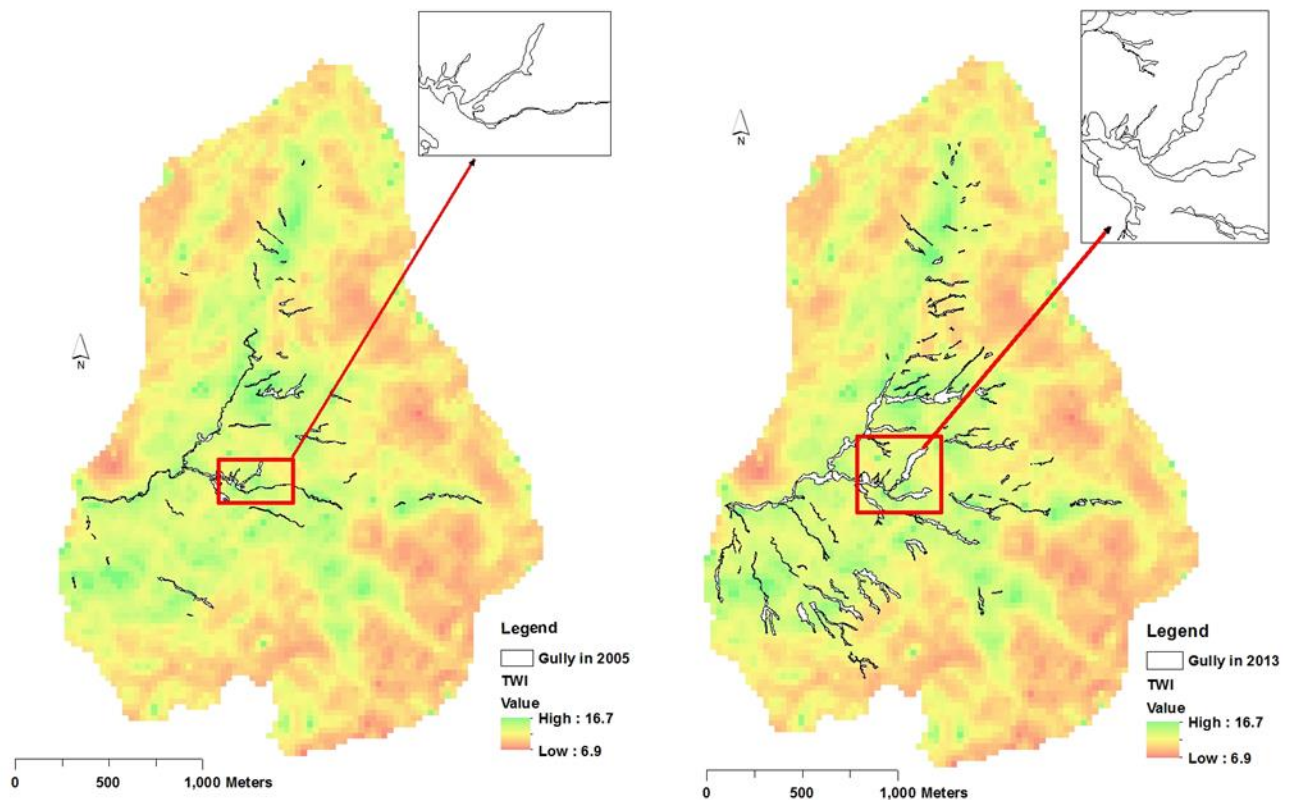 N
Legend
Gully in 2005
TWI
Value
High : 16.7
Low : 6.9
0 500 1,000 Meters
N
Legend
Gully in 2013
TWI
Value
High : 16.7
Low : 6.9
0 500 1,000 Meters